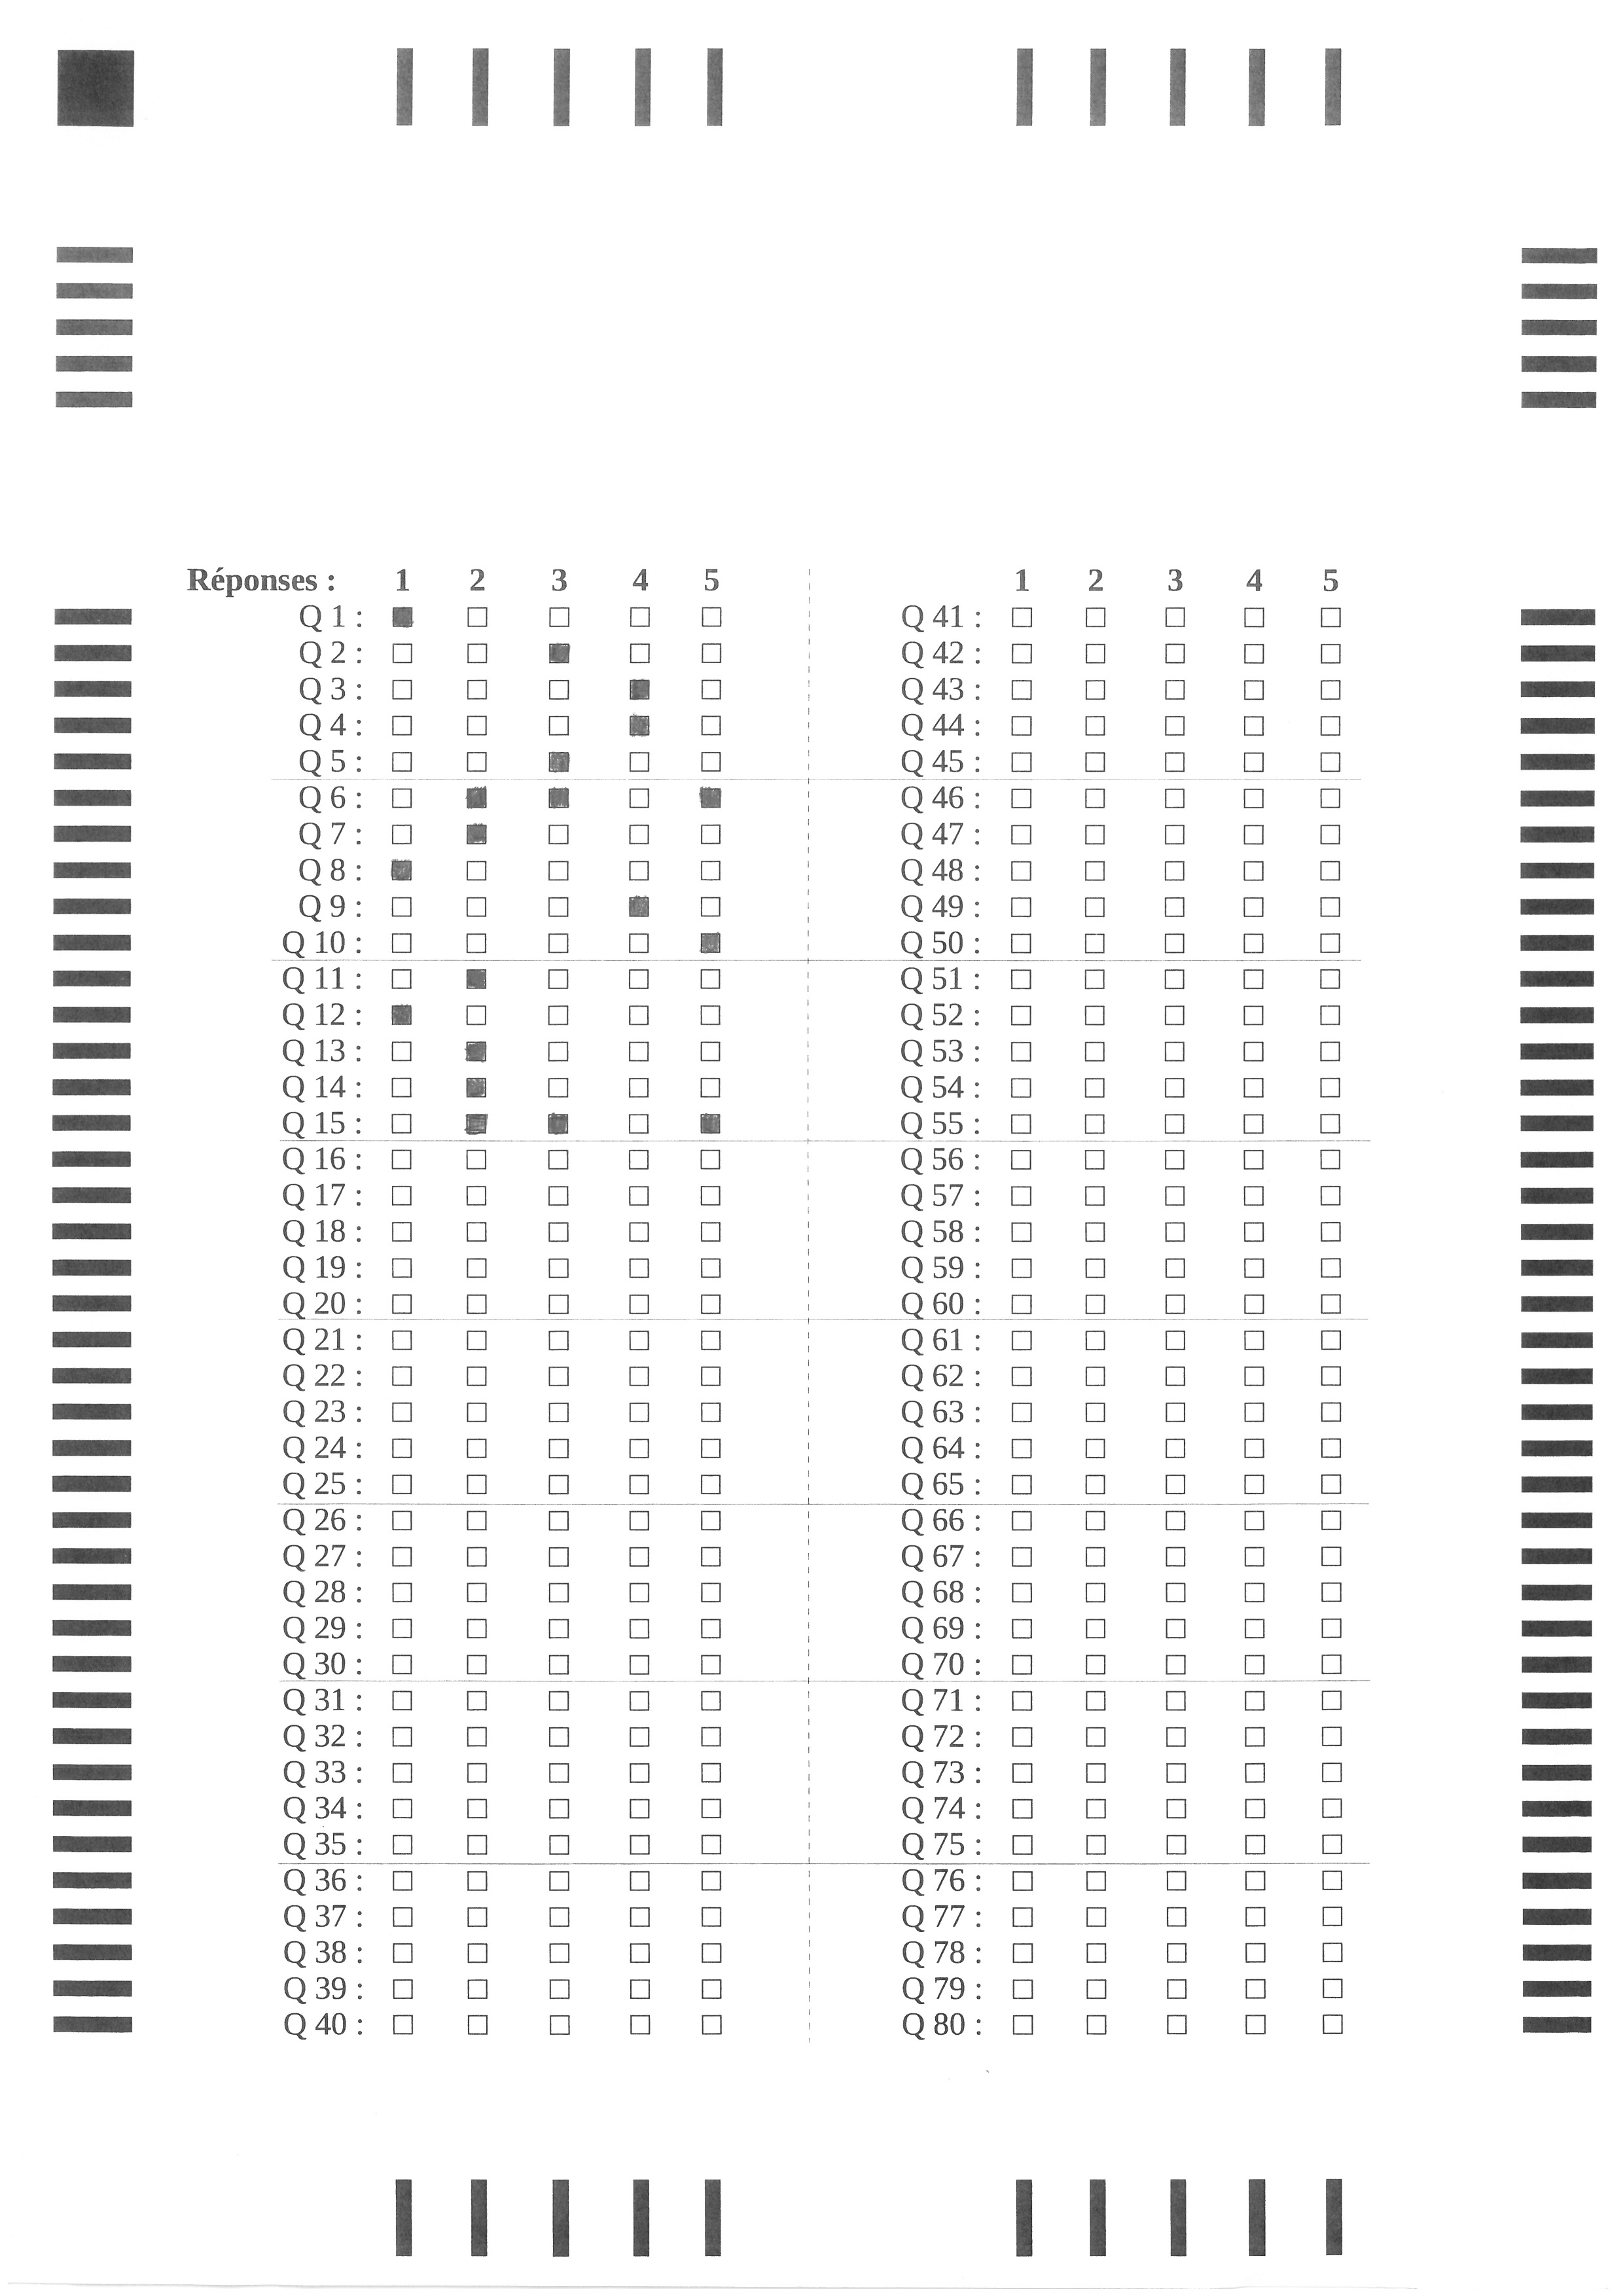 Réponses : 1 2 3 4 5
Q 1 :
Q 2 :
Q 3 :
Q 4 :
Q 5 :
Q 6 :
Q 7 :
Q 8 :
Q 9 :
Q 10 :
Q 11 :
Q 12 :
Q 13 :
Q 14 :
Q 15 :
Q 16 :
Q 17 :
Q 18 :
Q 19 :
Q 20 :
Q 21 :
Q 22 :
Q 23 :
Q 24 :
Q 25 :
Q 26 :
Q 27 :
Q 28 :
Q 29 :
Q 30 :
Q 31 :
Q 32 :
Q 33 :
Q 34 :
Q 35 :
Q 36 :
Q 37 :
Q 38 :
Q 39 :
Q 40 :
1 2 3 4 5
Q 41 :
Q 42 :
Q 43 :
Q 44 :
Q 45 :
Q 46 :
Q 47 :
Q 48 :
Q 49 :
Q 50 :
Q 51 :
Q 52 :
Q 53 :
Q 54 :
Q 55 :
Q 56 :
Q 57 :
Q 58 :
Q 59 :
Q 60 :
Q 61 :
Q 62 :
Q 63 :
Q 64 :
Q 65 :
Q 66 :
Q 67 :
Q 68 :
Q 69 :
Q 70 :
Q 71 :
Q 72 :
Q 73 :
Q 74 :
Q 75 :
Q 76 :
Q 77 :
Q 78 :
Q 79 :
Q 80 :